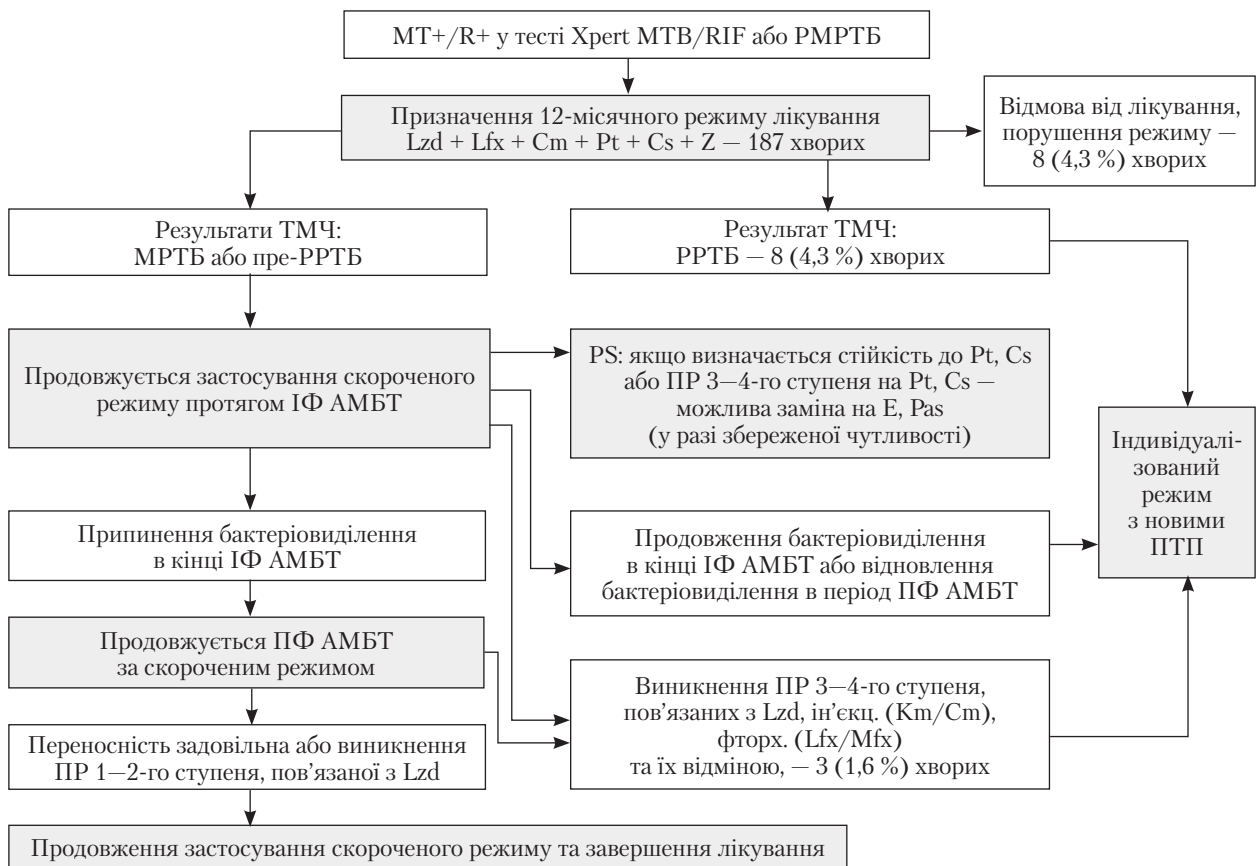 МТ+/R+ у тесті Xpert MTB/RIF або РМРТБ
Призначення 12-місячного режиму лікування
Lzd + Lfx + Cm + Pt + Cs + Z — 187 хворих
Відмова від лікування,
порушення режиму —
8 (4,3 %) хворих
Результати ТМЧ:
МРТБ або пре-РРТБ
Результат ТМЧ:
РРТБ — 8 (4,3 %) хворих
Продовжується застосування скороченого
режиму протягом ІФ АМБТ
PS: якщо визначається стійкість до Pt, Cs
або ПР 3—4-го ступеня на Pt, Cs —
можлива заміна на E, Pas
(у разі збереженої чутливості)
Індивідуалі-
зований
режим
з новими
ПТП
Припинення бактеріовиділення
в кінці ІФ АМБТ
Продовження бактеріовиділення
в кінці ІФ АМБТ або відновлення
бактеріовиділення в період ПФ АМБТ
Продовжується ПФ АМБТ
за скороченим режимом
Виникнення ПР 3—4-го ступеня,
пов'язаних з Lzd, ін'єкц. (Km/Cm),
фторх. (Lfx/Mfx)
та їх відміною, — 3 (1,6 %) хворих
Переносність задовільна або виникнення
ПР 1—2-го ступеня, пов'язаної з Lzd
Продовження застосування скороченого режиму та завершення лікування